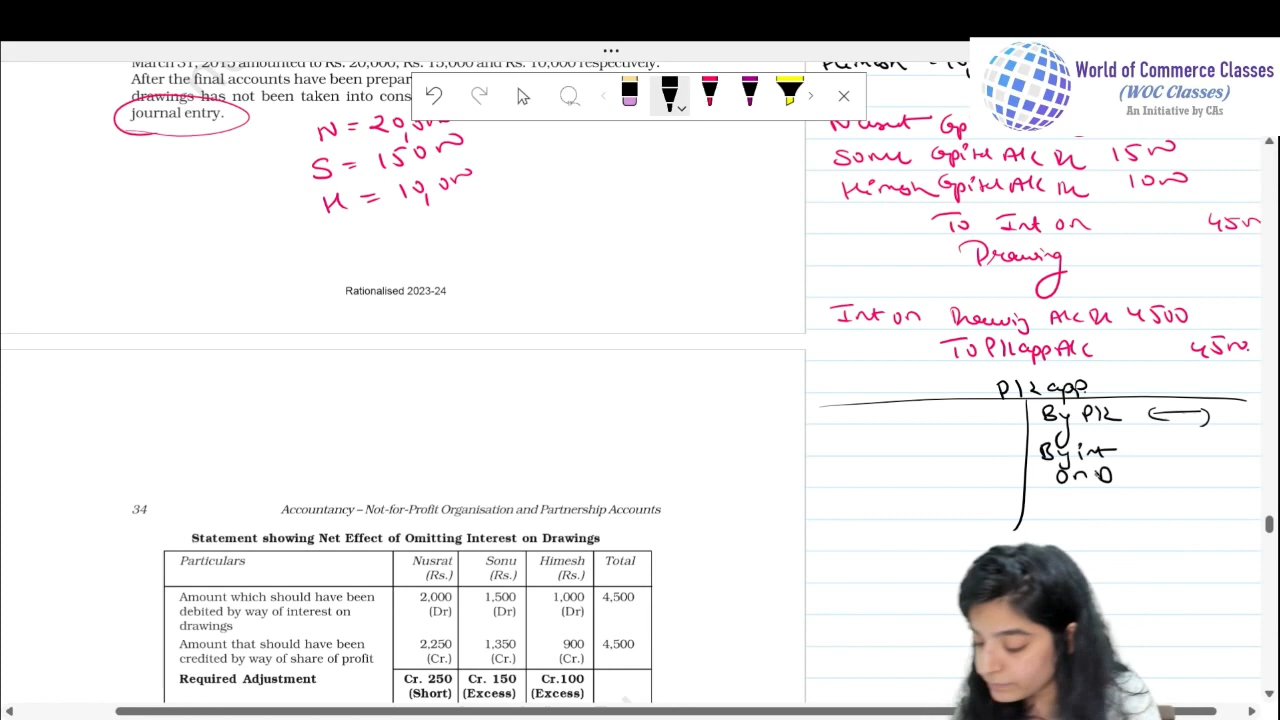 March 31, 2015 amounted to Rs. 20,000, Rs. 15,000 and Rs. 10,000 respectively.
After the final accounts have been prepar
drawings has not been taken into cons
journal entry.
N = 20,000
S = 15000
H = 10,000
Rationalised 2023-24
World of Commerce Classes
(WOC Classes)
An Initiative by CAs
Capital A/c Dr 1500
Himesh Capital A/c Dr 1000
To Int on 4500
Drawing
Int on Drawing A/c Dr 4500
To P/L app A/c 4500.
P/L app.
By P/L
By int
on D
34 Accountancy – Not-for-Profit Organisation and Partnership Accounts
Statement showing Net Effect of Omitting Interest on Drawings
Particulars Nusrat Sonu Himesh Total
(Rs.) (Rs.) (Rs.)
Amount which should have been 2,000 1,500 1,000 4,500
debited by way of interest on (Dr) (Dr) (Dr)
drawings
Amount that should have been 2,250 1,350 900 4,500
credited by way of share of profit (Cr.) (Cr.) (Cr.)
Required Adjustment Cr. 250 Cr. 150 Cr.100
(Short) (Excess) (Excess)